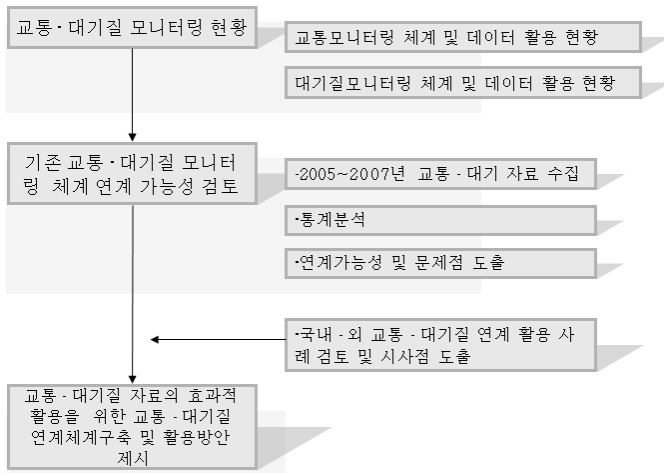 교통·대기질 모니터링 현황
교통모니터링 체계 및 데이터 활용 현황
대기질모니터링 체계 및 데이터 활용 현황
기존 교통·대기질 모니터
링 체계 연계 가능성 검토
-2005~2007년 교통·대기 자료 수집
·통계분석
·연계가능성 및 문제점 도출
·국내·외 교통·대기질 연계 활용 사
례 검토 및 시사점 도출
교통·대기질 자료의 효과적
활용을 위한 교통·대기질
연계체계구축 및 활용방안
제시